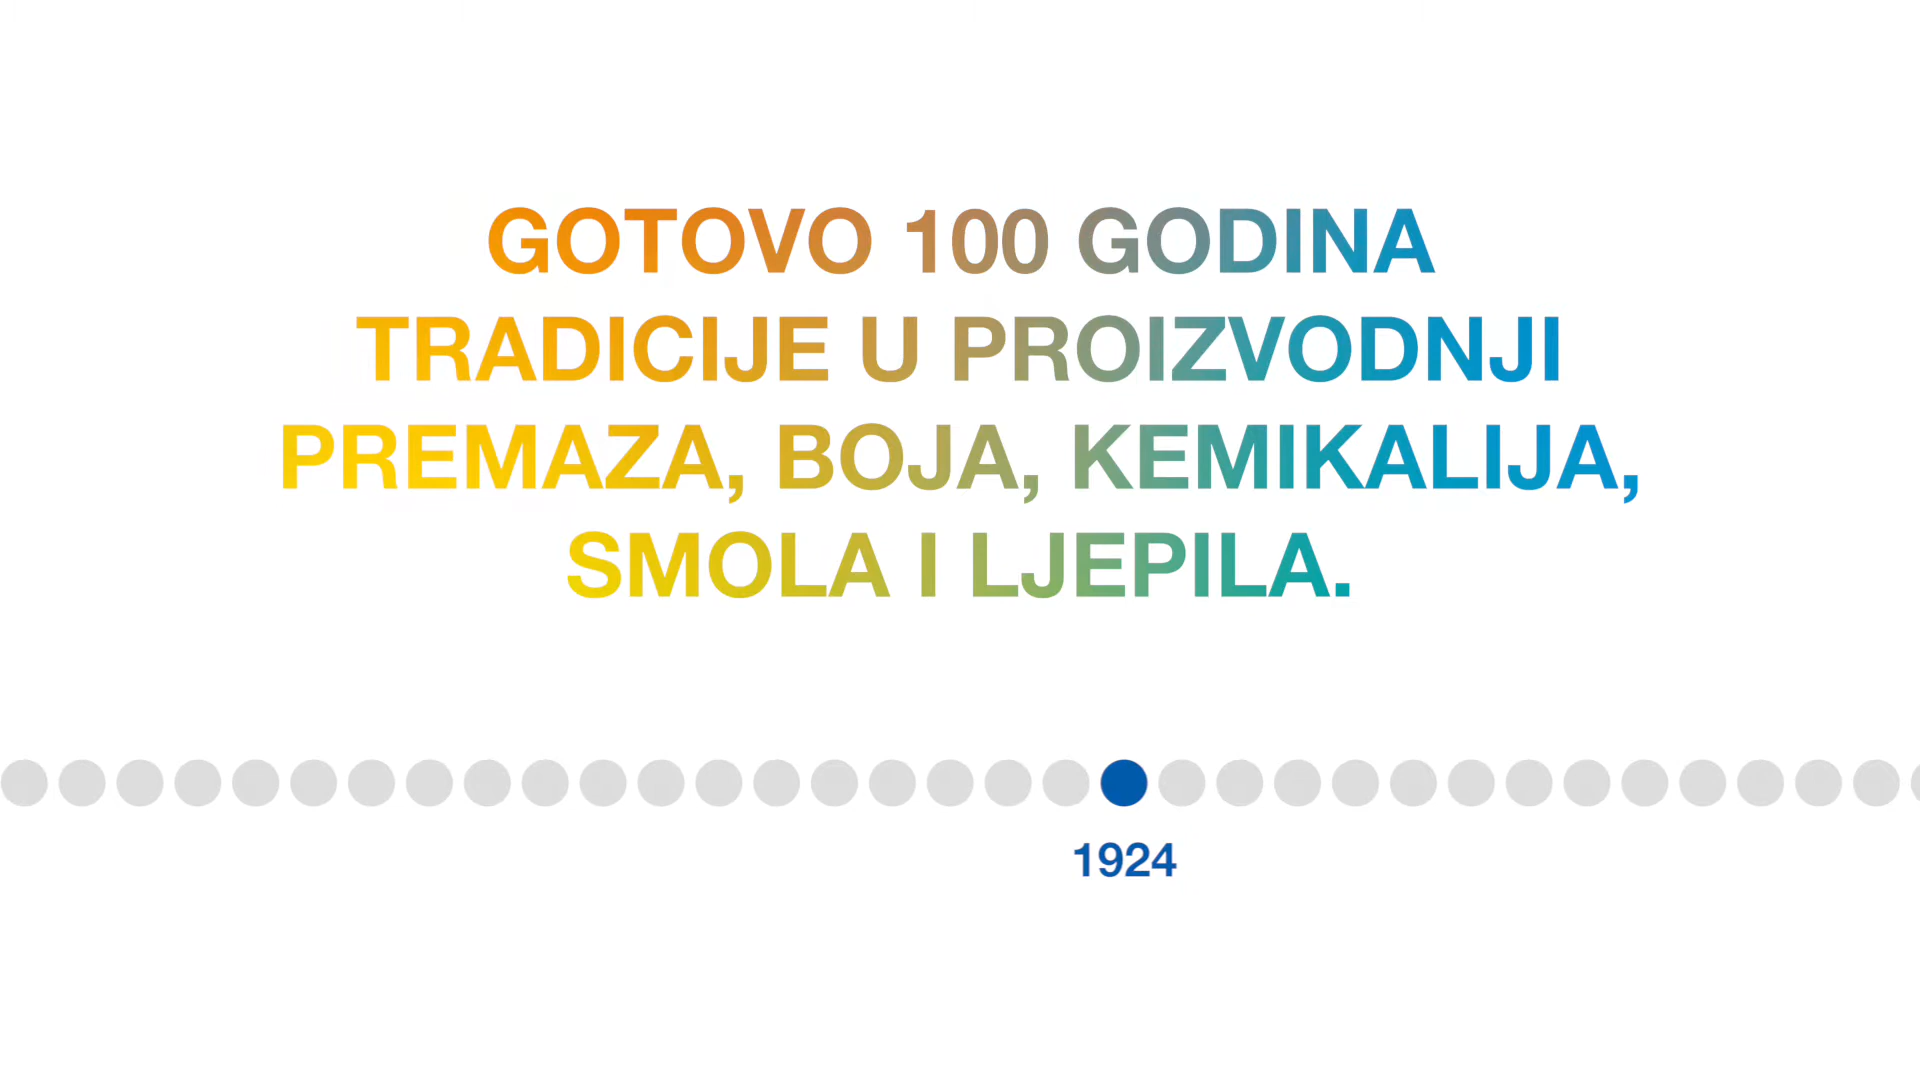 GOTOVO 100 GODINA
TRADICIJE U PROIZVODNJI
PREMAZA, BOJA, KEMIKALIJA,
SMOLA I LJEPILA.
1924